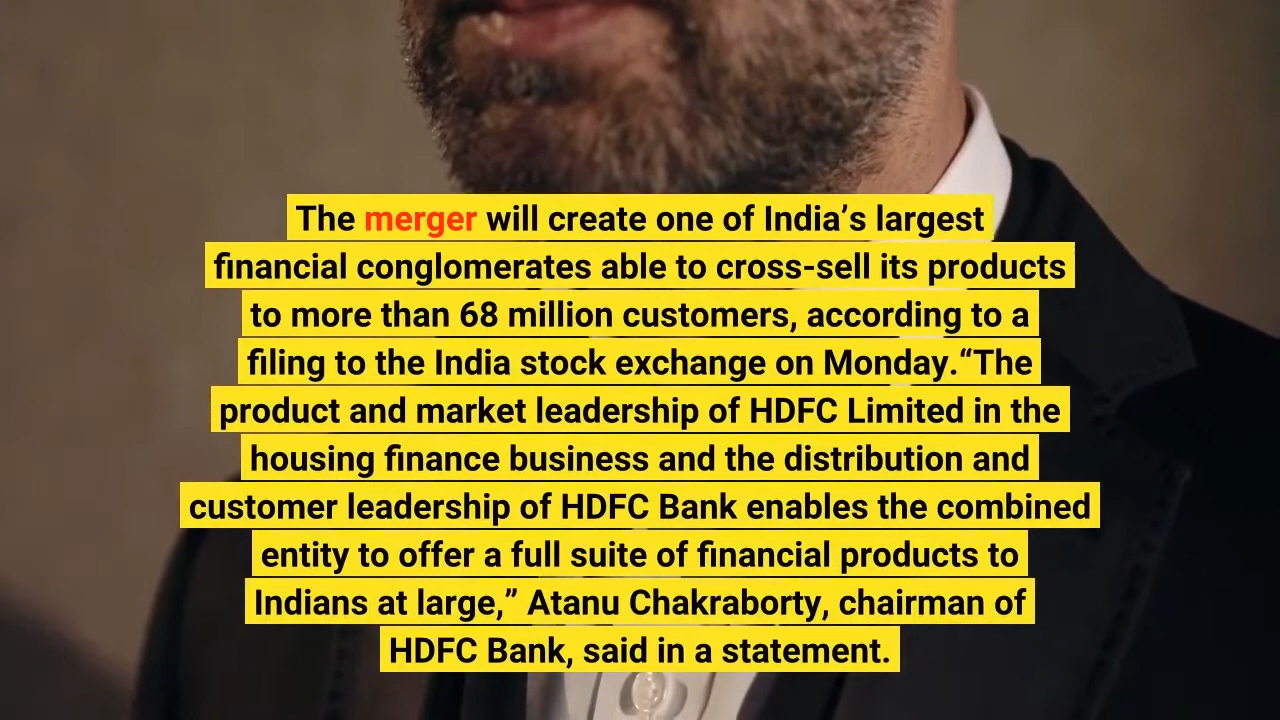 The merger will create one of India’s largest
financial conglomerates able to cross-sell its products
to more than 68 million customers, according to a
filing to the India stock exchange on Monday.“The
product and market leadership of HDFC Limited in the
housing finance business and the distribution and
customer leadership of HDFC Bank enables the combined
entity to offer a full suite of financial products to
Indians at large,” Atanu Chakraborty, chairman of
HDFC Bank, said in a statement.